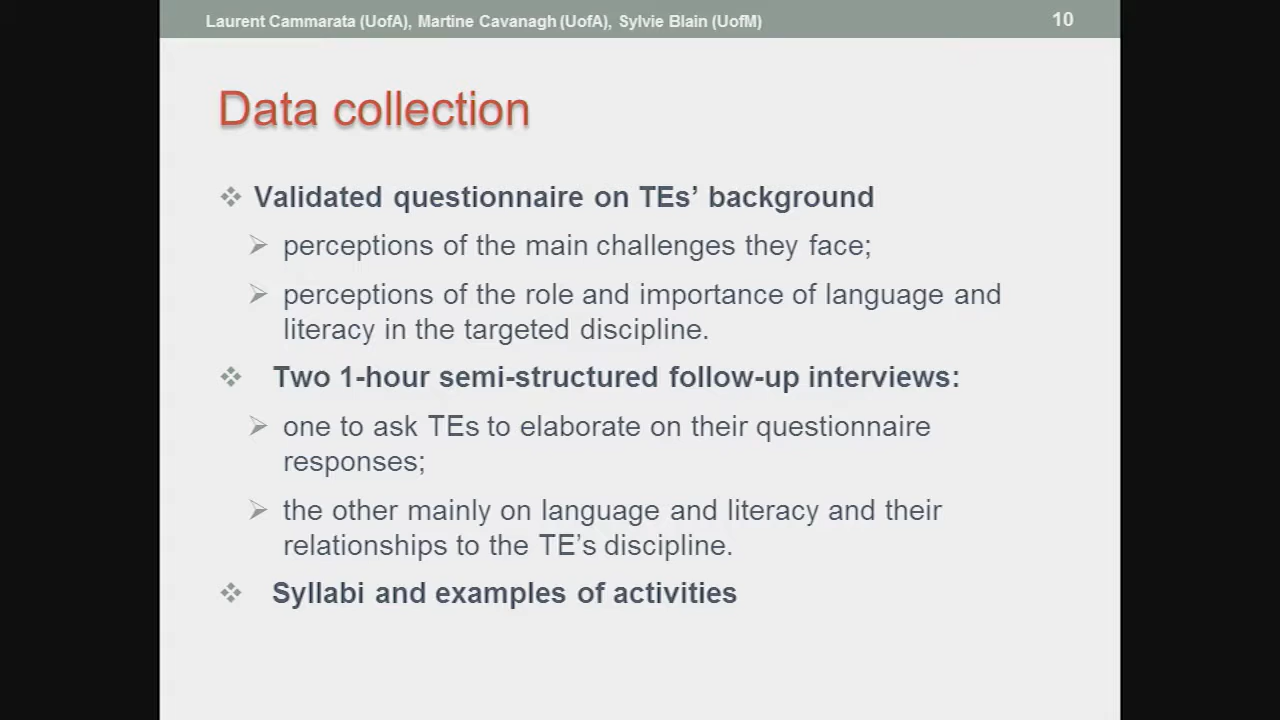 Laurent Cammarata (UofA), Martine Cavanagh (UofA), Sylvie Blain (UofM) 10
Data collection
Validated questionnaire on TEs’ background
perceptions of the main challenges they face;
perceptions of the role and importance of language and
literacy in the targeted discipline.
Two 1-hour semi-structured follow-up interviews:
one to ask TEs to elaborate on their questionnaire
responses;
the other mainly on language and literacy and their
relationships to the TE’s discipline.
Syllabi and examples of activities